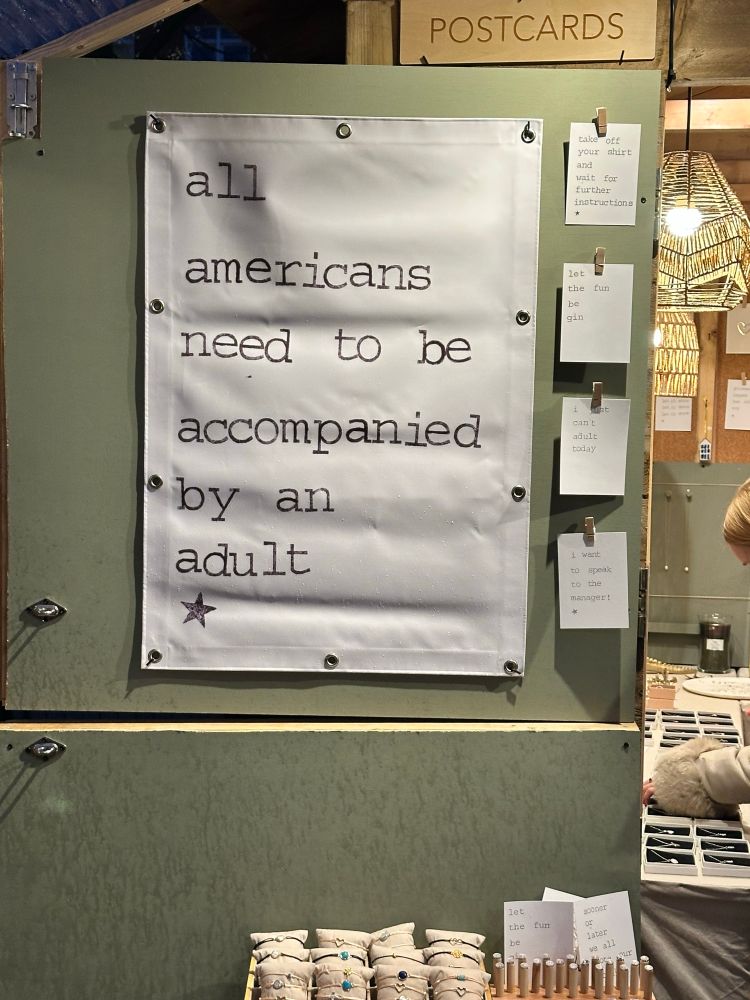 POSTCARDS
all
americans
need to be
accompanied
by an
adult
take off
your shirt
and
wait for
further
instructions
let
the fun
be
gin
i
can't
adult
today
i want
to speak
to the
manager!
let
the fun
be
sooner
or
later
we all
our